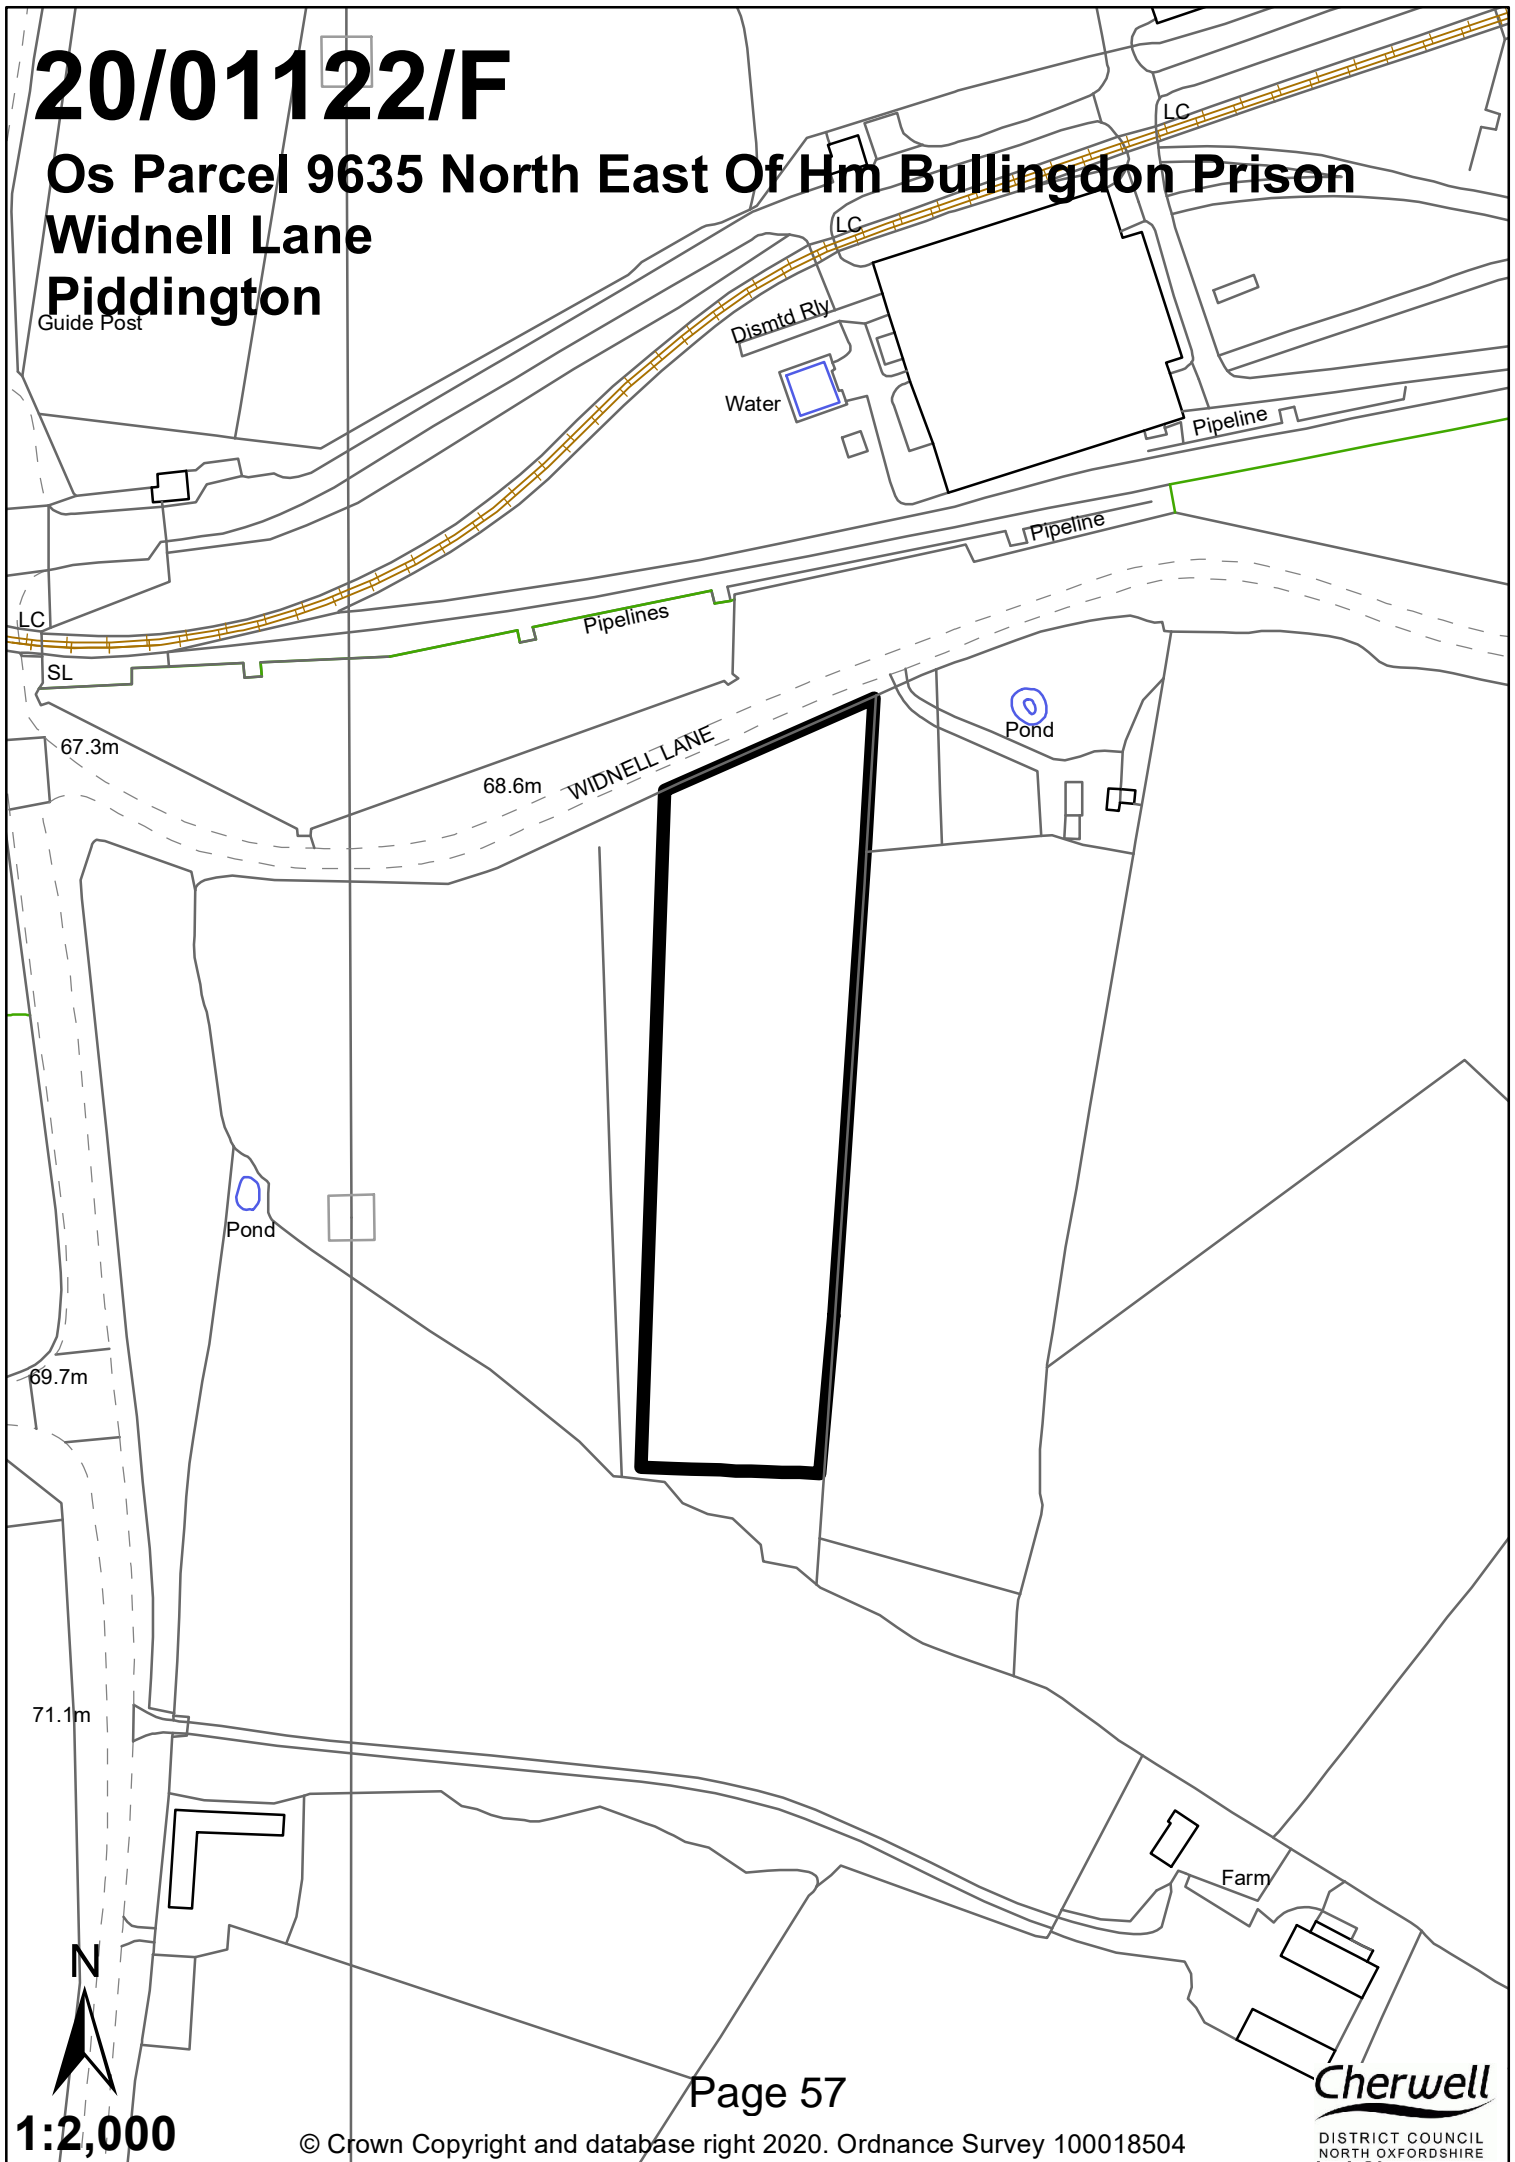 20/01122/F
Os Parcel 9635 North East Of Hm Bullingdon Prison
Widnell Lane
Piddington
Guide Post
LC
LC
Dismtd Rly
Water
Pipeline
Pipeline
Pipelines
LC
SL
67.3m
68.6m
WIDNELL LANE
Pond
Pond
69.7m
71.1m
Farm
N
1:2,000
Page 57
© Crown Copyright and database right 2020. Ordnance Survey 100018504
Cherwell
DISTRICT COUNCIL
NORTH OXFORDSHIRE